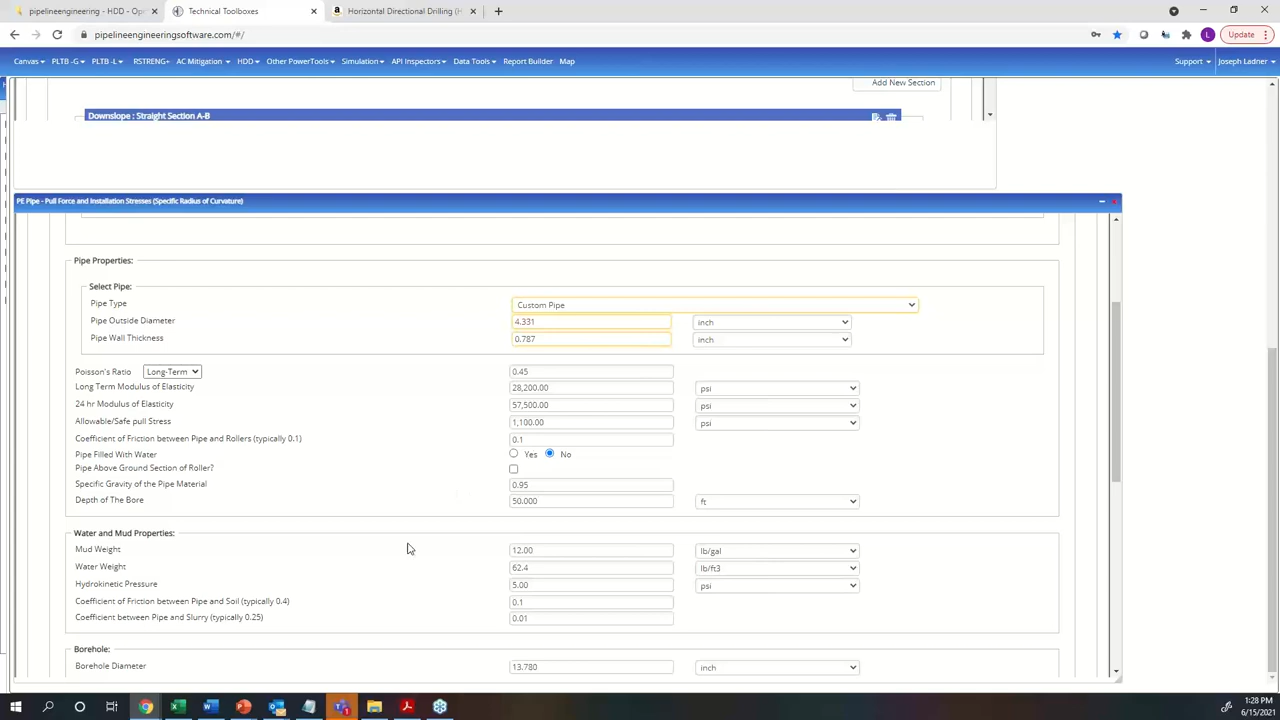 pipelineengineering - HDD - Op
Technical Toolboxes
Horizontal Directional Drilling (H
pipelineengineeringsoftware.com/#/
Update
Canvas
PLTB -G
PLTB -L
RSTRENG+
AC Mitigation
HDD
Other PowerTools
Simulation
API Inspectors
Data Tools
Report Builder
Map
Support
Joseph Ladner
Add New Section
Downslope : Straight Section A-B
PE Pipe - Pull Force and Installation Stresses (Specific Radius of Curvature)
Pipe Properties:
Select Pipe:
Pipe Type Custom Pipe
Pipe Outside Diameter 4.331 inch
Pipe Wall Thickness 0.787 inch
Poisson's Ratio Long-Term 0.45
Long Term Modulus of Elasticity 28,200.00 psi
24 hr Modulus of Elasticity 57,500.00 psi
Allowable/Safe pull Stress 1,100.00 psi
Coefficient of Friction between Pipe and Rollers (typically 0.1) 0.1
Pipe Filled With Water Yes No
Pipe Above Ground Section of Roller?
Specific Gravity of the Pipe Material 0.95
Depth of The Bore 50.000 ft
Water and Mud Properties:
Mud Weight 12.00 lb/gal
Water Weight 62.4 lb/ft3
Hydrokinetic Pressure 5.00 psi
Coefficient of Friction between Pipe and Soil (typically 0.4) 0.1
Coefficient between Pipe and Slurry (typically 0.25) 0.01
Borehole:
Borehole Diameter 13.780 inch
1:28 PM
6/15/2021